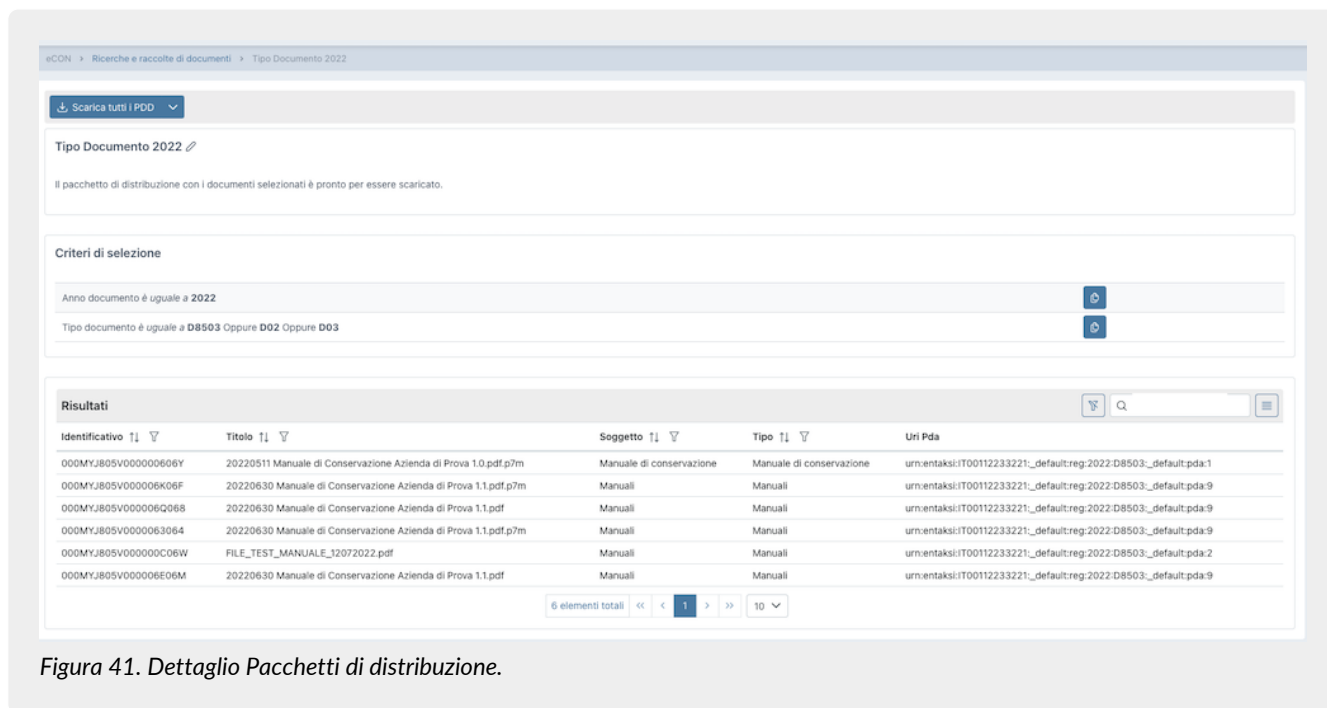 eCON > Ricerche e raccolte di documenti > Tipo Documento 2022
Scarica tutti i PDD
Tipo Documento 2022
Il pacchetto di distribuzione con i documenti selezionati è pronto per essere scaricato.
Criteri di selezione
Anno documento è uguale a 2022
Tipo documento è uguale a D8503 Oppure D02 Oppure D03
Risultati
Identificativo Titolo Soggetto Tipo Uri Pda
000MYJ805V000000606Y 20220511 Manuale di Conservazione Azienda di Prova 1.0.pdf.p7m Manuale di conservazione Manuale di conservazione urn:entaksi:IT00112233221:_default:reg:2022:D8503:_default:pda:1
000MYJ805V000006K06F 20220630 Manuale di Conservazione Azienda di Prova 1.1.pdf.p7m Manuali Manuali urn:entaksi:IT00112233221:_default:reg:2022:D8503:_default:pda:9
000MYJ805V000006Q068 20220630 Manuale di Conservazione Azienda di Prova 1.1.pdf Manuali Manuali urn:entaksi:IT00112233221:_default:reg:2022:D8503:_default:pda:9
000MYJ805V0000063064 20220630 Manuale di Conservazione Azienda di Prova 1.1.pdf.p7m Manuali Manuali urn:entaksi:IT00112233221:_default:reg:2022:D8503:_default:pda:9
000MYJ805V000000C06W FILE_TEST_MANUALE_12072022.pdf Manuali Manuali urn:entaksi:IT00112233221:_default:reg:2022:D8503:_default:pda:2
000MYJ805V000006E06M 20220630 Manuale di Conservazione Azienda di Prova 1.1.pdf Manuali Manuali urn:entaksi:IT00112233221:_default:reg:2022:D8503:_default:pda:9
6 elementi totali << < 1 > >> 10
Figura 41. Dettaglio Pacchetti di distribuzione.